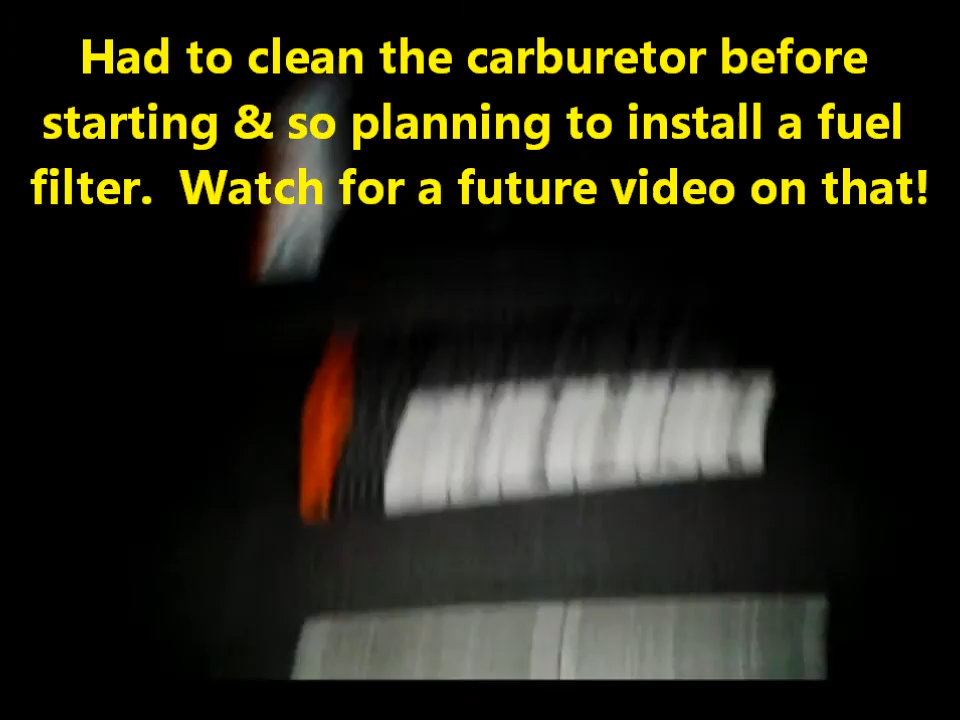 Had to clean the carburetor before
starting & so planning to install a fuel
filter.  Watch for a future video on that!